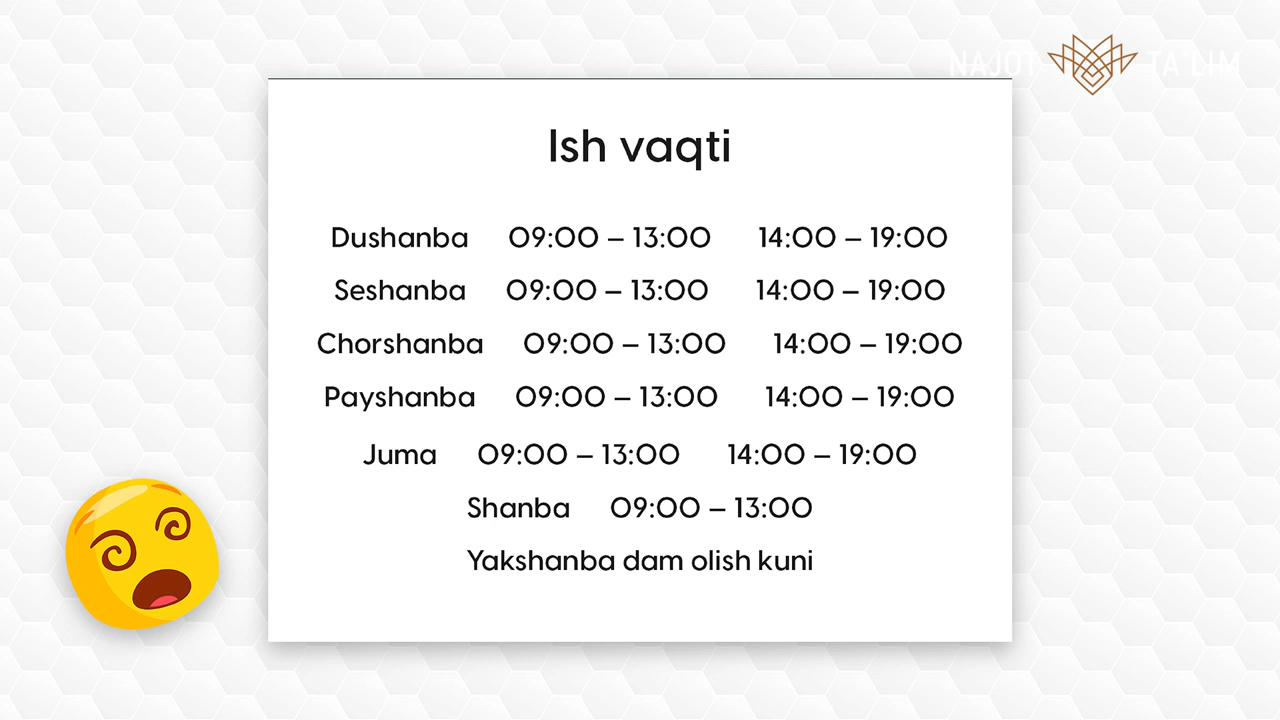 NAJOT TA'LIM
Ish vaqti
Dushanba 09:00 – 13:00 14:00 – 19:00
Seshanba 09:00 – 13:00 14:00 – 19:00
Chorshanba 09:00 – 13:00 14:00 – 19:00
Payshanba 09:00 – 13:00 14:00 – 19:00
Juma 09:00 – 13:00 14:00 – 19:00
Shanba 09:00 – 13:00
Yakshanba dam olish kuni